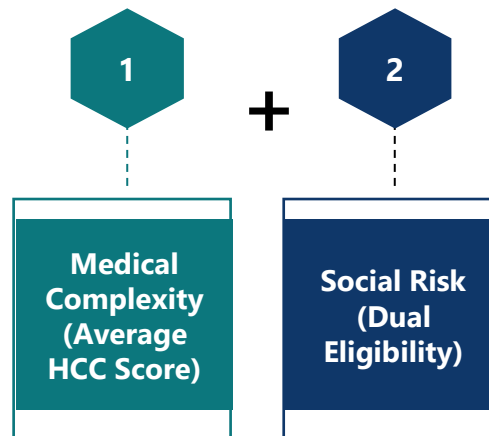 1
+
2
Medical
Complexity
(Average
HCC Score)
Social Risk
(Dual
Eligibility)